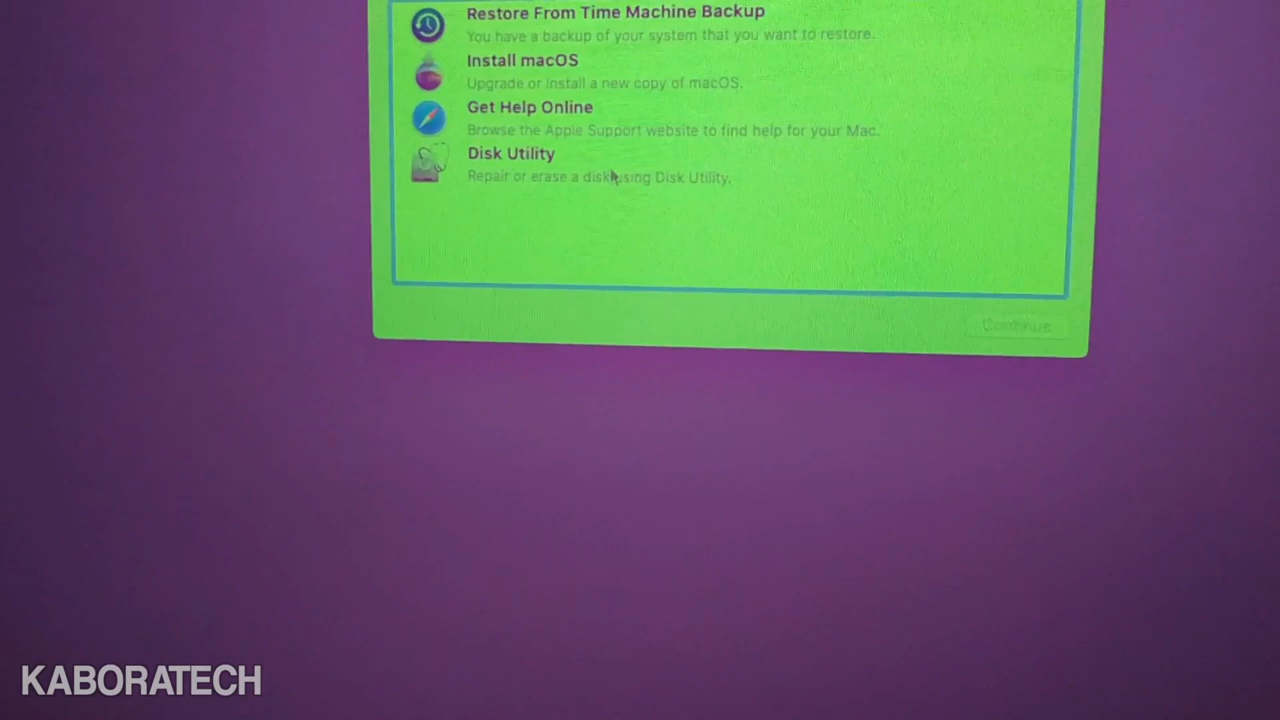 Restore From Time Machine Backup
You have a backup of your system that you want to restore.
Install macOS
Upgrade or install a new copy of macOS.
Get Help Online
Browse the Apple Support website to find help for your Mac.
Disk Utility
Repair or erase a disk using Disk Utility.
Continue
KABORATECH